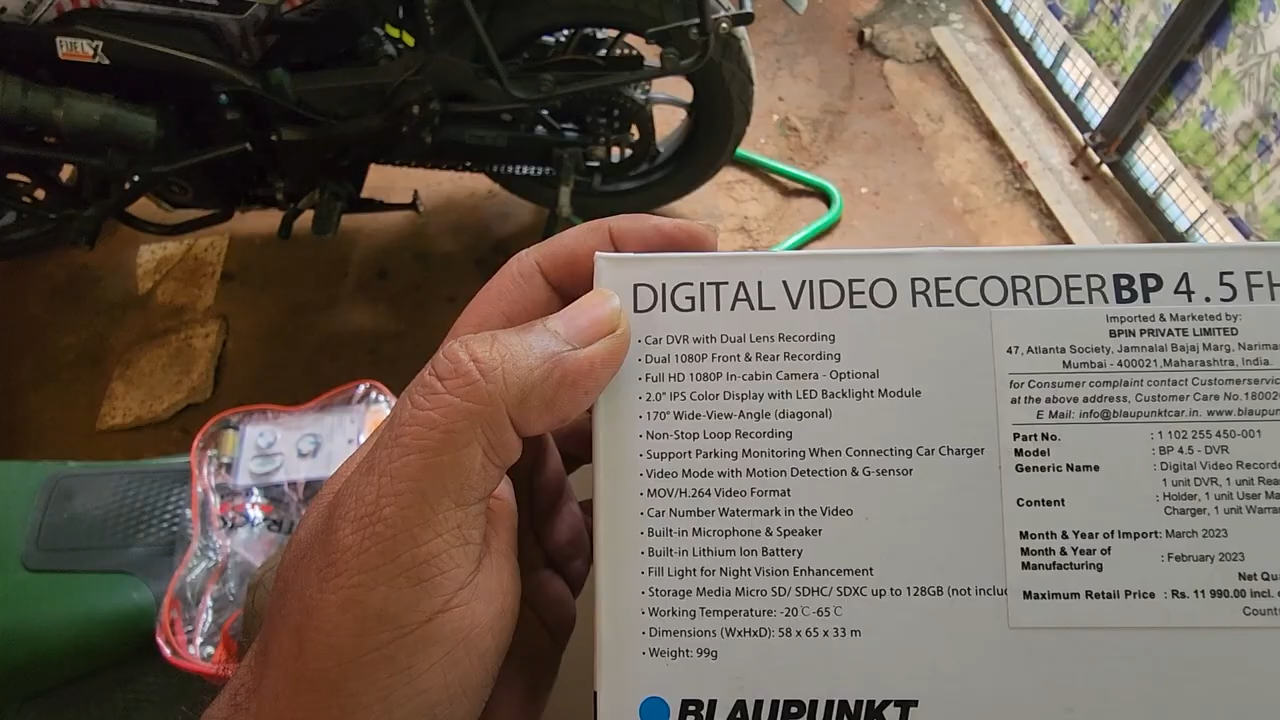 FUEL X
DIGITAL VIDEO RECORDER BP 4.5 FH
• Car DVR with Dual Lens Recording
• Dual 1080P Front & Rear Recording
• Full HD 1080P In-cabin Camera - Optional
• 2.0" IPS Color Display with LED Backlight Module
• 170° Wide-View-Angle (diagonal)
• Non-Stop Loop Recording
• Support Parking Monitoring When Connecting Car Charger
• Video Mode with Motion Detection & G-sensor
• MOV/H.264 Video Format
• Car Number Watermark in the Video
• Built-in Microphone & Speaker
• Built-in Lithium Ion Battery
• Fill Light for Night Vision Enhancement
• Storage Media Micro SD/ SDHC/ SDXC up to 128GB (not inclu
• Working Temperature: -20℃-65℃
• Dimensions (WxHxD): 58 x 65 x 33 m
• Weight: 99g
BLAUPUNKT
Imported & Marketed by:
BPIN PRIVATE LIMITED
47, Atlanta Society, Jamnalal Bajaj Marg, Nariman
Mumbai - 400021, Maharashtra, India.
for Consumer complaint contact Customerservic
at the above address, Customer Care No. 18002
E Mail: info@blaupunktcar.in. www.blaupun
Part No. : 1 102 255 450-001
Model : BP 4.5 - DVR
Generic Name : Digital Video Recorde
1 unit DVR, 1 unit Rea
Content : Holder, 1 unit User Ma
Charger, 1 unit Warra
Month & Year of Import: March 2023
Month & Year of
Manufacturing : February 2023
Net Qua
Maximum Retail Price : Rs. 11 990.00 incl.
Count